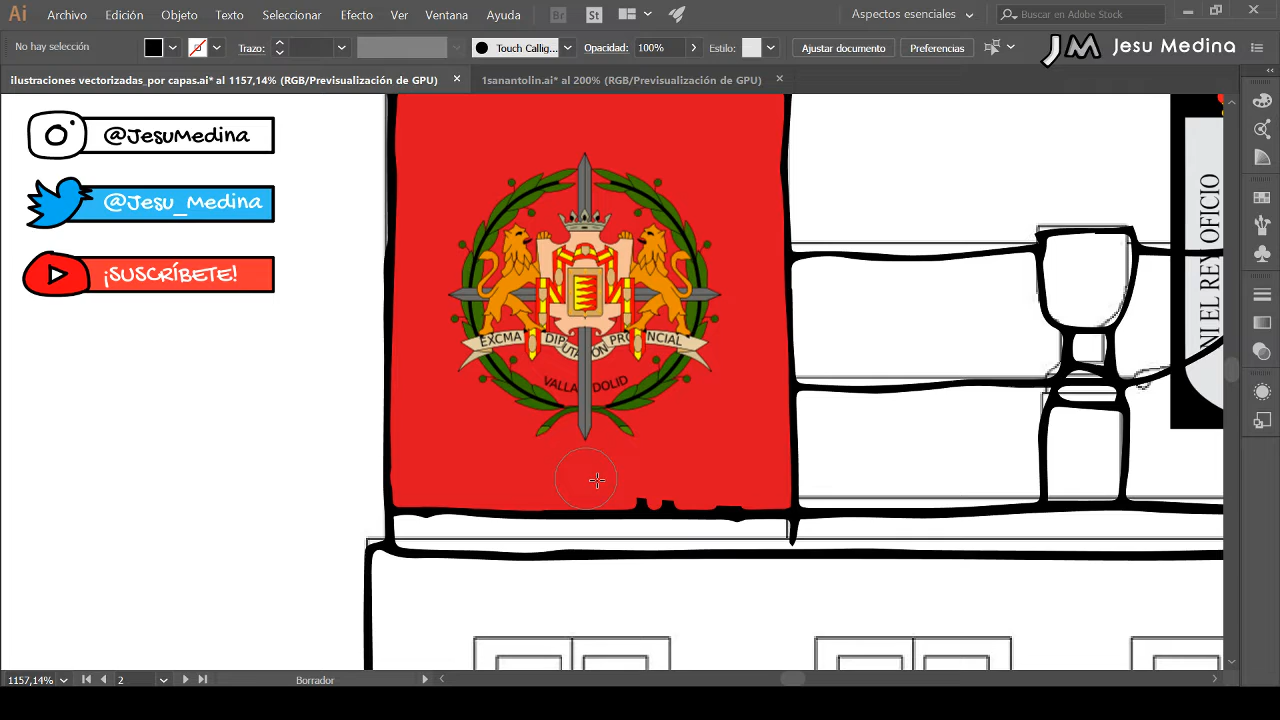 Ai Archivo Edición Objeto Texto Seleccionar Efecto Ver Ventana Ayuda Br St Aspectos esenciales Buscar en Adobe Stock
No hay selección Trazo: Touch Callig... Opacidad: 100% Estilo: Ajustar documento Preferencias JM Jesu Medina
ilustraciones vectorizadas_por capas.ai* al 1157,14% (RGB/Previsualización de GPU) × 1sanantolin.ai* al 200% (RGB/Previsualización de GPU) ×
@JesuMedina
@Jesu_Medina
¡SUSCRÍBETE!
EXCMA DIPUTACION PROVINCIAL
VALLADOLID
NI EL REY OFICIO
1157,14% 2 Borrador